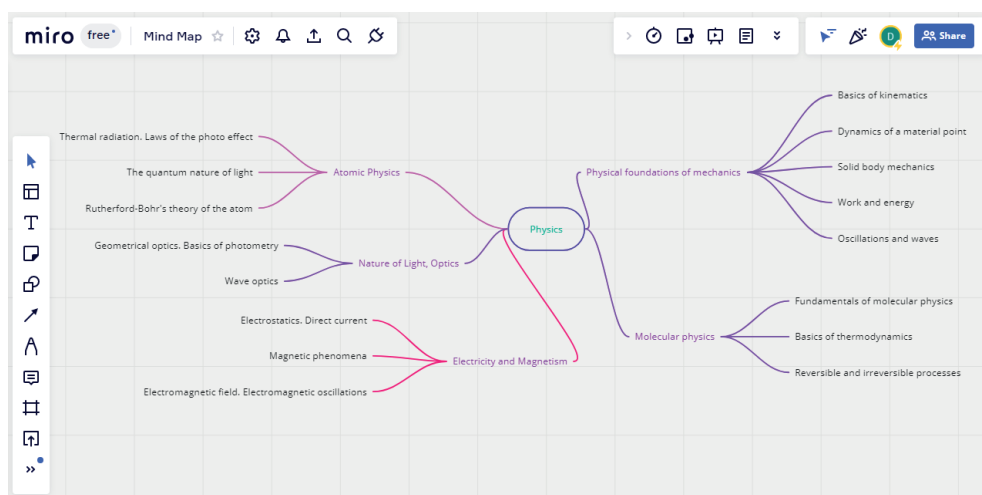 miro free Mind Map Share
D
Thermal radiation. Laws of the photo effect
The quantum nature of light
Rutherford-Bohr's theory of the atom
Atomic Physics
Geometrical optics. Basics of photometry
Wave optics
Nature of Light, Optics
Electrostatics. Direct current
Magnetic phenomena
Electromagnetic field. Electromagnetic oscillations
Electricity and Magnetism
Physics
Physical foundations of mechanics
Basics of kinematics
Dynamics of a material point
Solid body mechanics
Work and energy
Oscillations and waves
Molecular physics
Fundamentals of molecular physics
Basics of thermodynamics
Reversible and irreversible processes